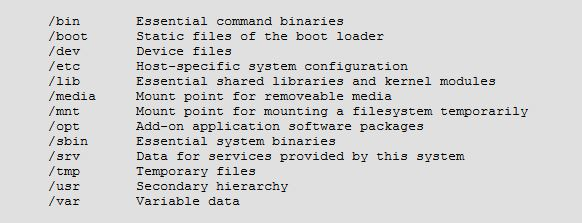 /bin Essential command binaries
/boot Static files of the boot loader
/dev Device files
/etc Host-specific system configuration
/lib Essential shared libraries and kernel modules
/media Mount point for removeable media
/mnt Mount point for mounting a filesystem temporarily
/opt Add-on application software packages
/sbin Essential system binaries
/srv Data for services provided by this system
/tmp Temporary files
/usr Secondary hierarchy
/var Variable data